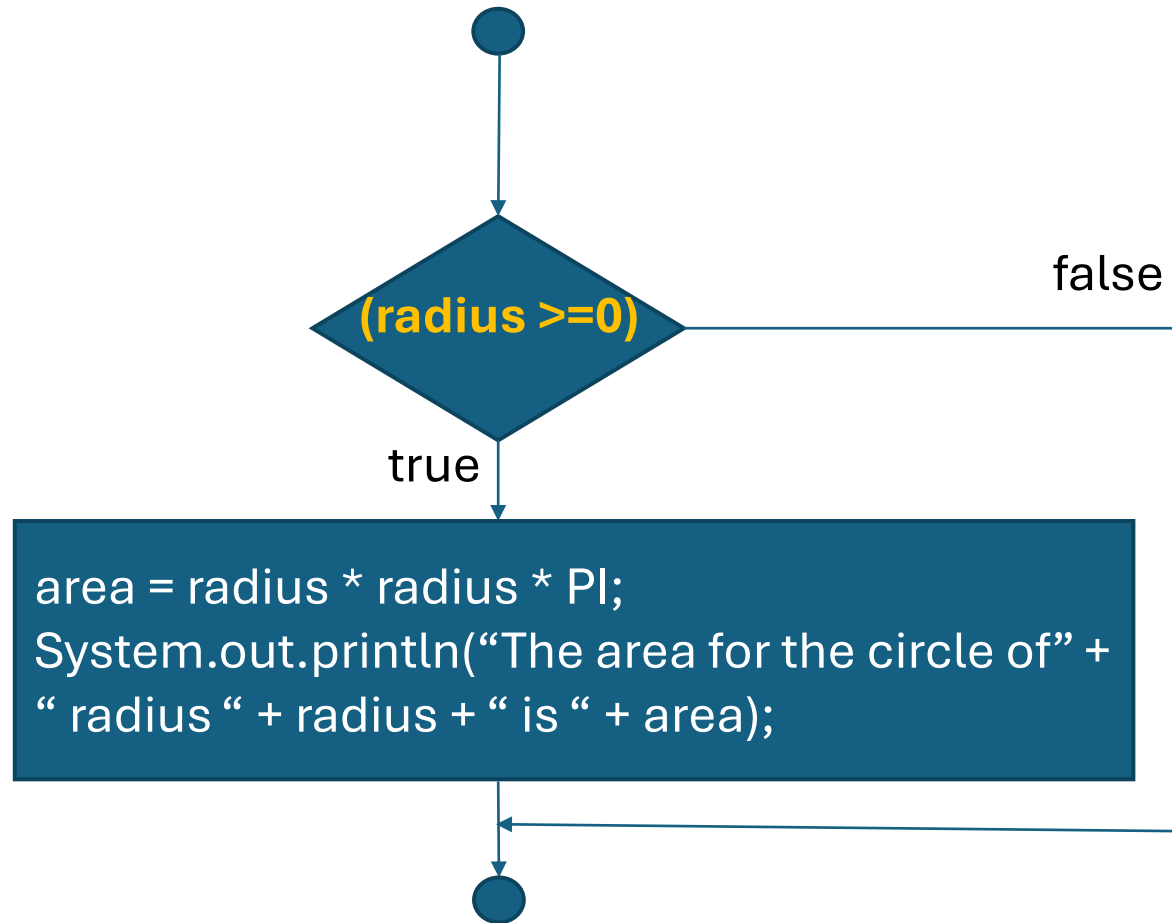 (radius >=0)
false
true
area = radius * radius * PI;
System.out.println(“The area for the circle of” +
“ radius “ + radius + “ is “ + area);